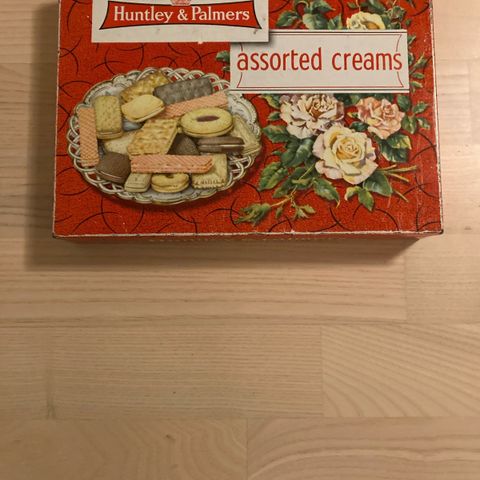 Huntley & Palmers
assorted creams